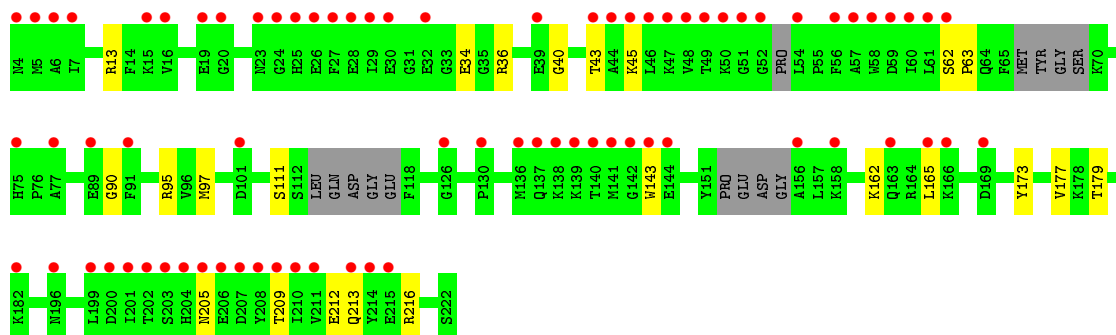 N4 M5 A6 I7 R13 F14 K15 V16 E19 G20 N23 G24 H25 E26 F27 E28 I29 E30 G31 E32 G33 E34 G35 R36 E39 G40 T43 A44 K45 L46 K47 V48 T49 K50 G51 G52 PRO L54 P55 F56 A57 W58 D59 I60 L61 S62 P63 Q64 F65 MET TYR GLY SER K70
H75 P76 A77 E89 G90 F91 R95 V96 M97 D101 S111 S112 LEU GLN ASP GLY GLU F118 G126 P130 M136 Q137 K138 K139 T140 M141 G142 W143 E144 Y151 PRO GLU ASP GLY A156 L157 K158 K162 Q163 R164 L165 K166 D169 Y173 V177 K178 T179
K182 N196 L199 D200 I201 T202 S203 H204 N205 E206 D207 Y208 T209 I210 V211 E212 Q213 Y214 E215 R216 S222